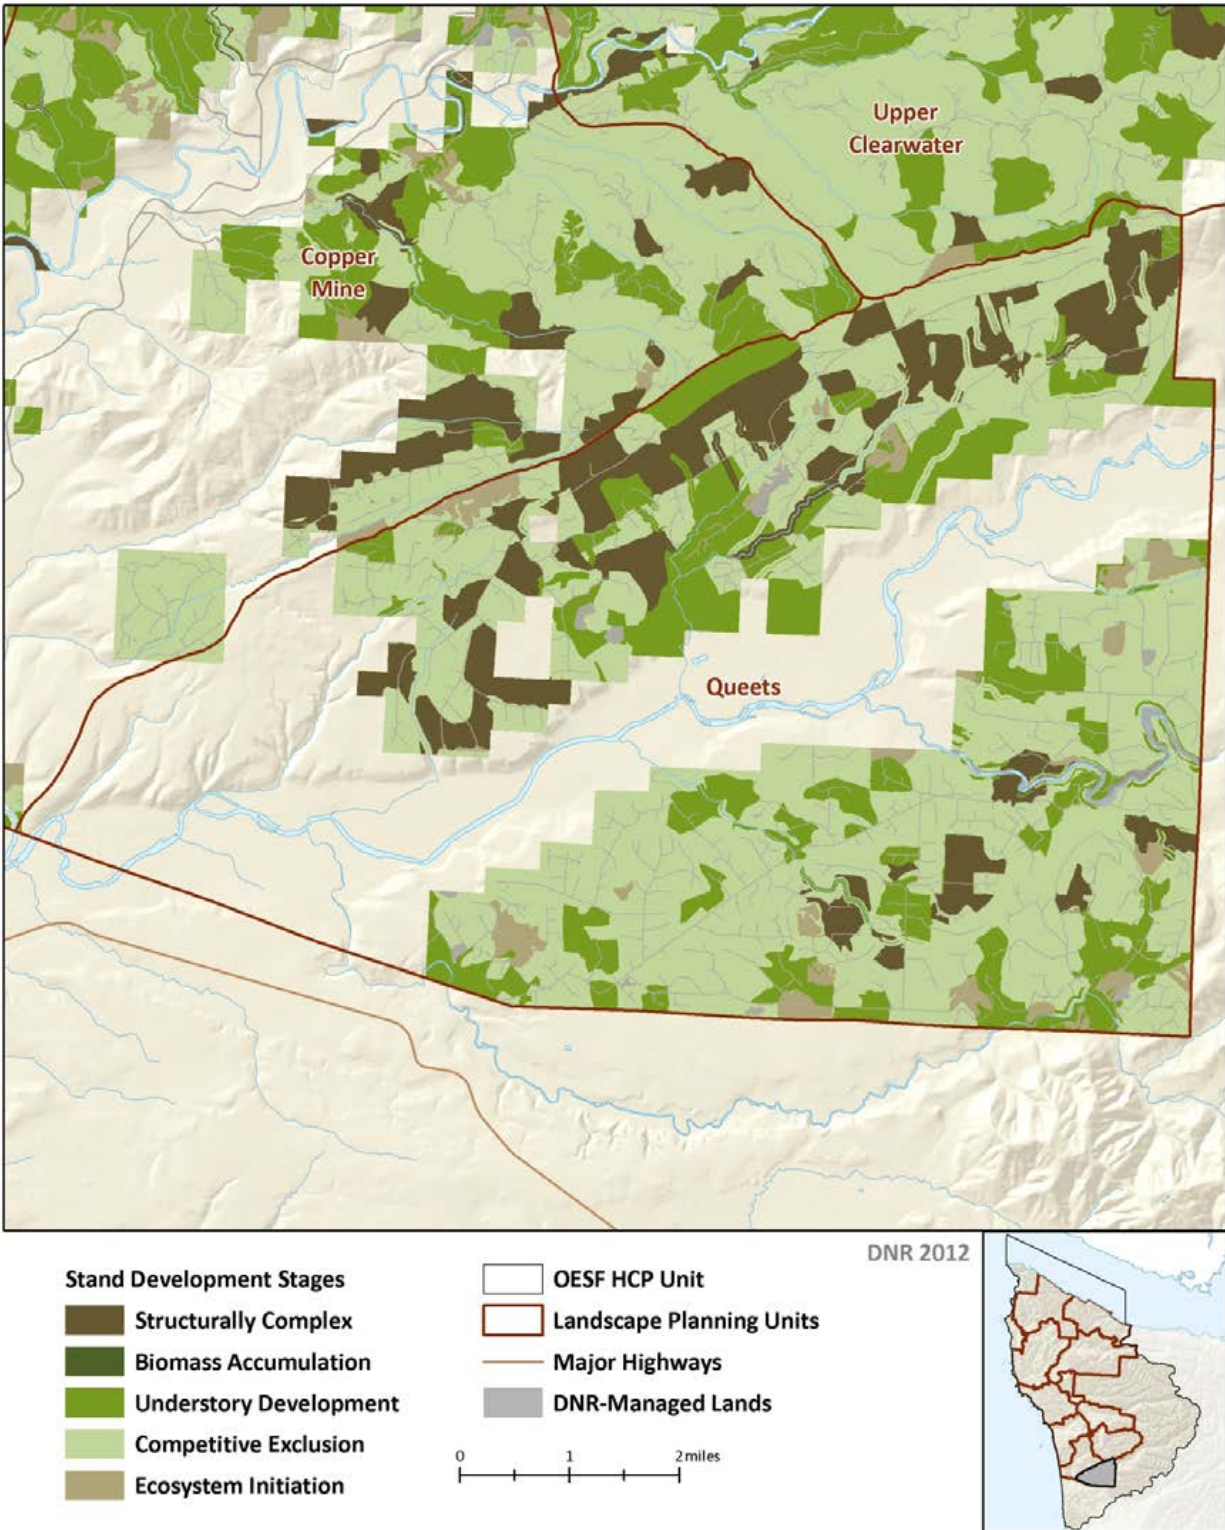 Upper
Clearwater
Copper
Mine
Queets
DNR 2012
Stand Development Stages
Structurally Complex
Biomass Accumulation
Understory Development
Competitive Exclusion
Ecosystem Initiation
OESF HCP Unit
Landscape Planning Units
Major Highways
DNR-Managed Lands
0 1 2 miles